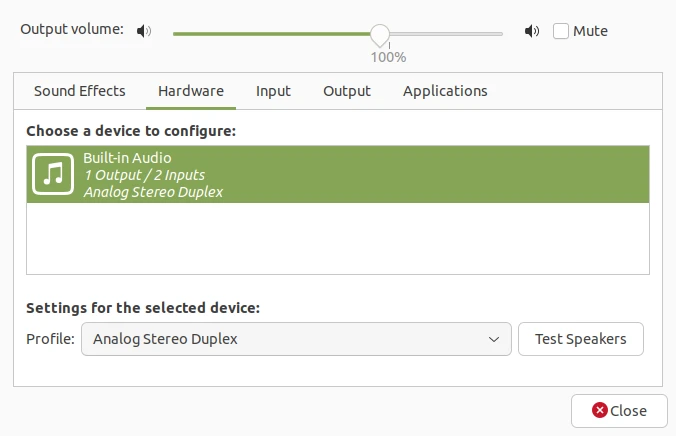 Output volume:
Mute
100%
Sound Effects
Hardware
Input
Output
Applications
Choose a device to configure:
Built-in Audio
1 Output / 2 Inputs
Analog Stereo Duplex
Settings for the selected device:
Profile:
Analog Stereo Duplex
Test Speakers
Close